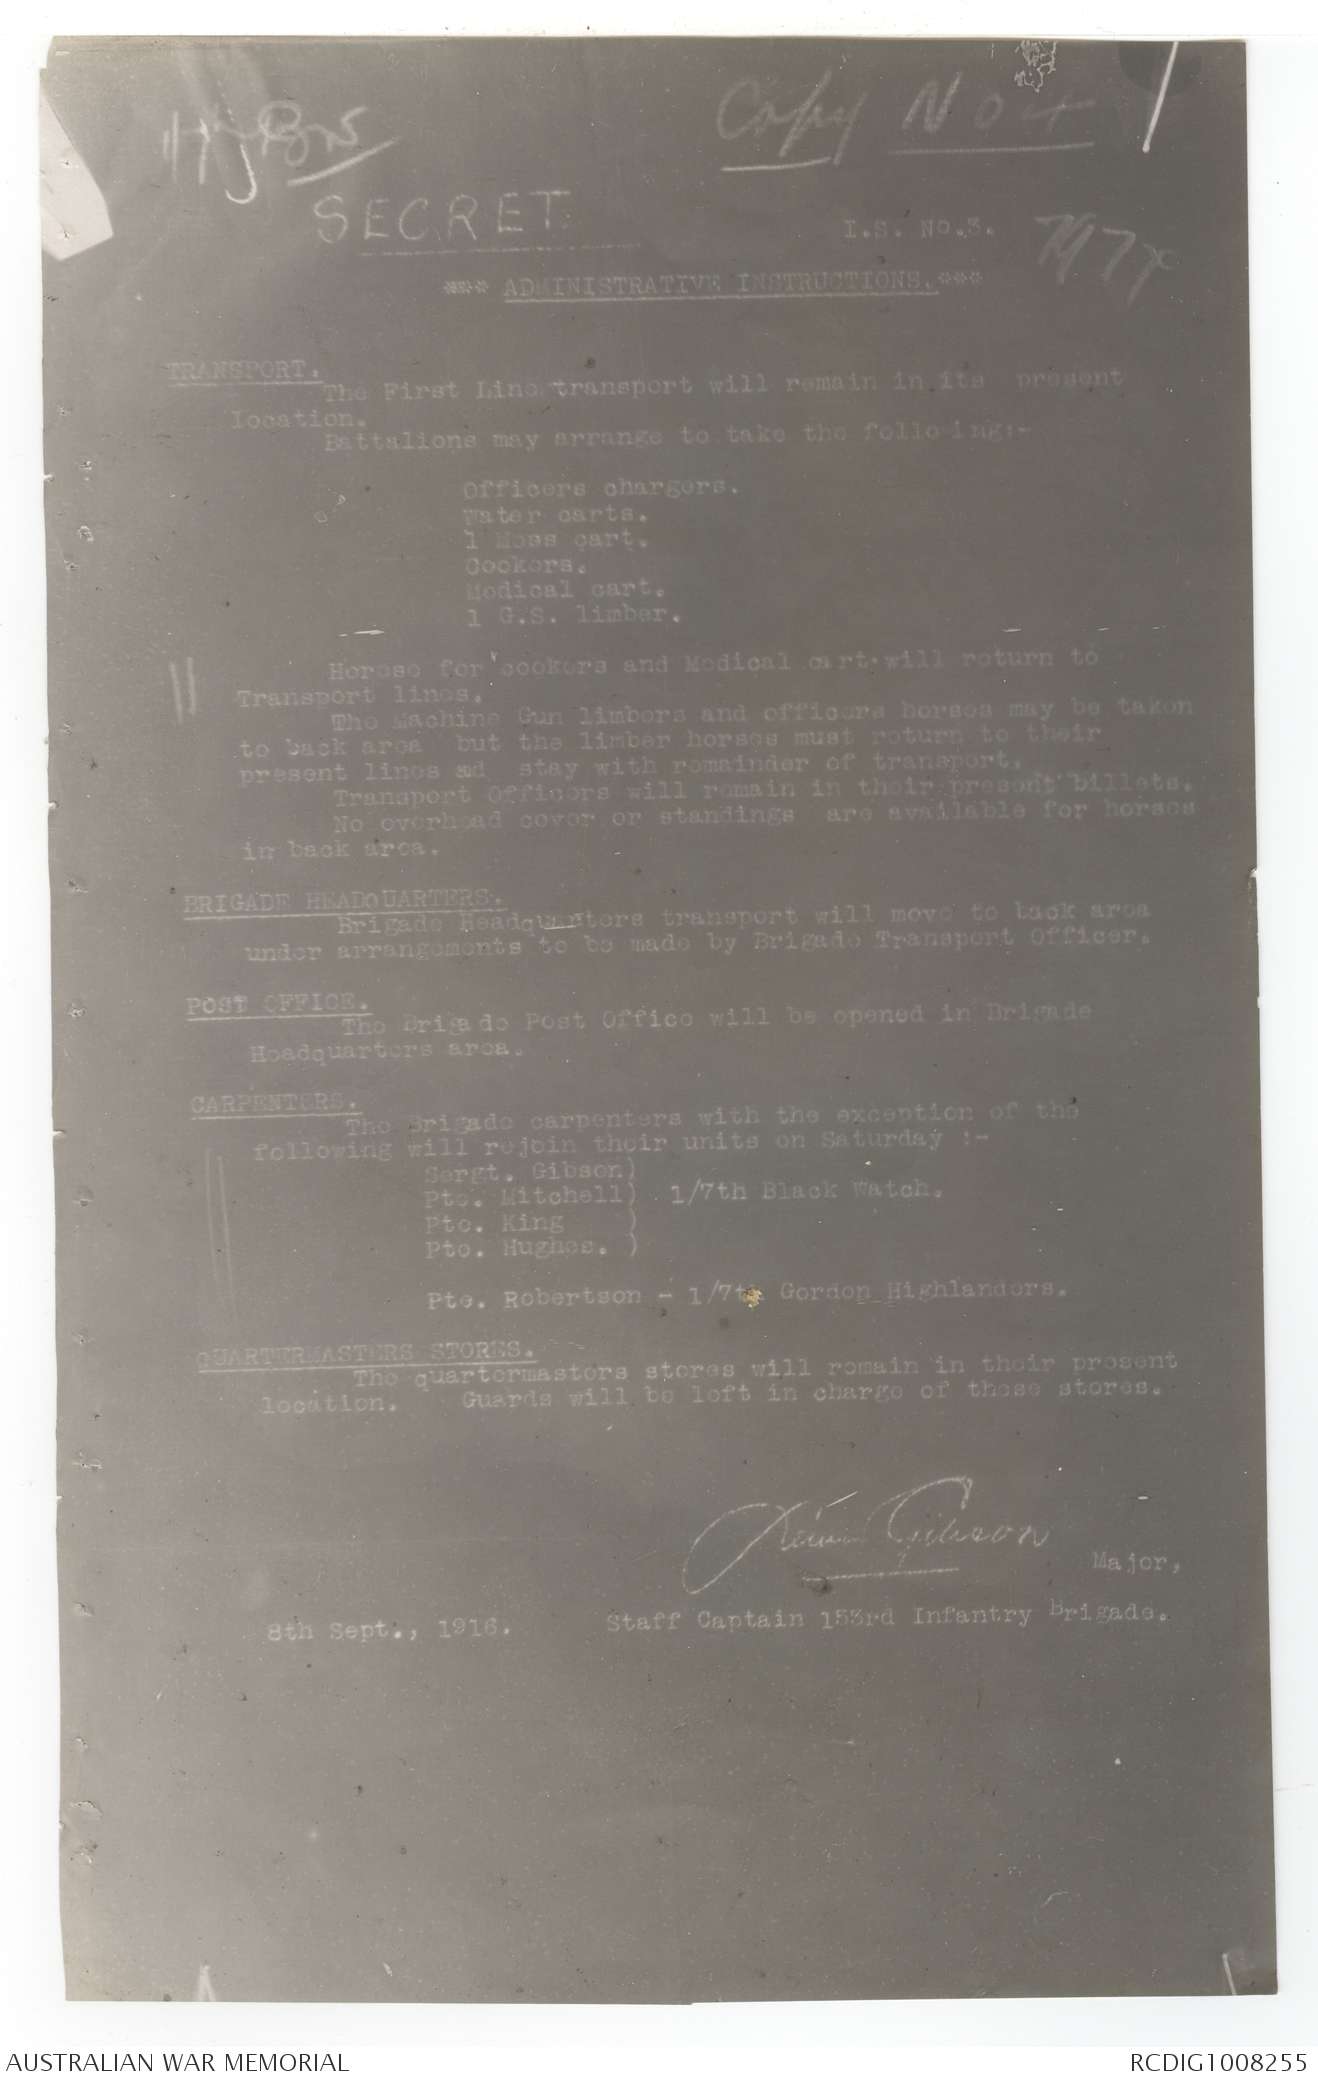 Copy No 4
SECRET
I.S. No.3.
*** ADMINISTRATIVE INSTRUCTIONS.***
TRANSPORT.
The First Line transport will remain in its present
location.
Battalions may arrange to take the following:-
Officers chargers.
Water carts.
1 Mess cart.
Cookers.
Medical cart.
1 G.S. limber.
Horses for cookers and Medical cart will return to
Transport lines.
The Machine Gun limbers and officers horses may be taken
to back area but the limber horses must return to their
present lines and stay with remainder of transport.
Transport Officers will remain in their present billets.
No overhead cover or standings are available for horses
in back area.
BRIGADE HEADQUARTERS.
Brigade Headquarters transport will move to back area
under arrangements to be made by Brigade Transport Officer.
POST OFFICE.
The Brigade Post Office will be opened in Brigade
Headquarters area.
CARPENTERS.
The Brigade carpenters with the exception of the
following will rejoin their units on Saturday :-
Sergt. Gibson)
Pte. Mitchell) 1/7th Black Watch.
Pte. King )
Pte. Hughes. )
Pte. Robertson - 1/7th Gordon Highlanders.
QUARTERMASTERS STORES.
The quartermasters stores will remain in their present
location. Guards will be left in charge of these stores.
Gibson
Major,
8th Sept., 1916. Staff Captain 153rd Infantry Brigade.
AUSTRALIAN WAR MEMORIAL RCDIG1008255